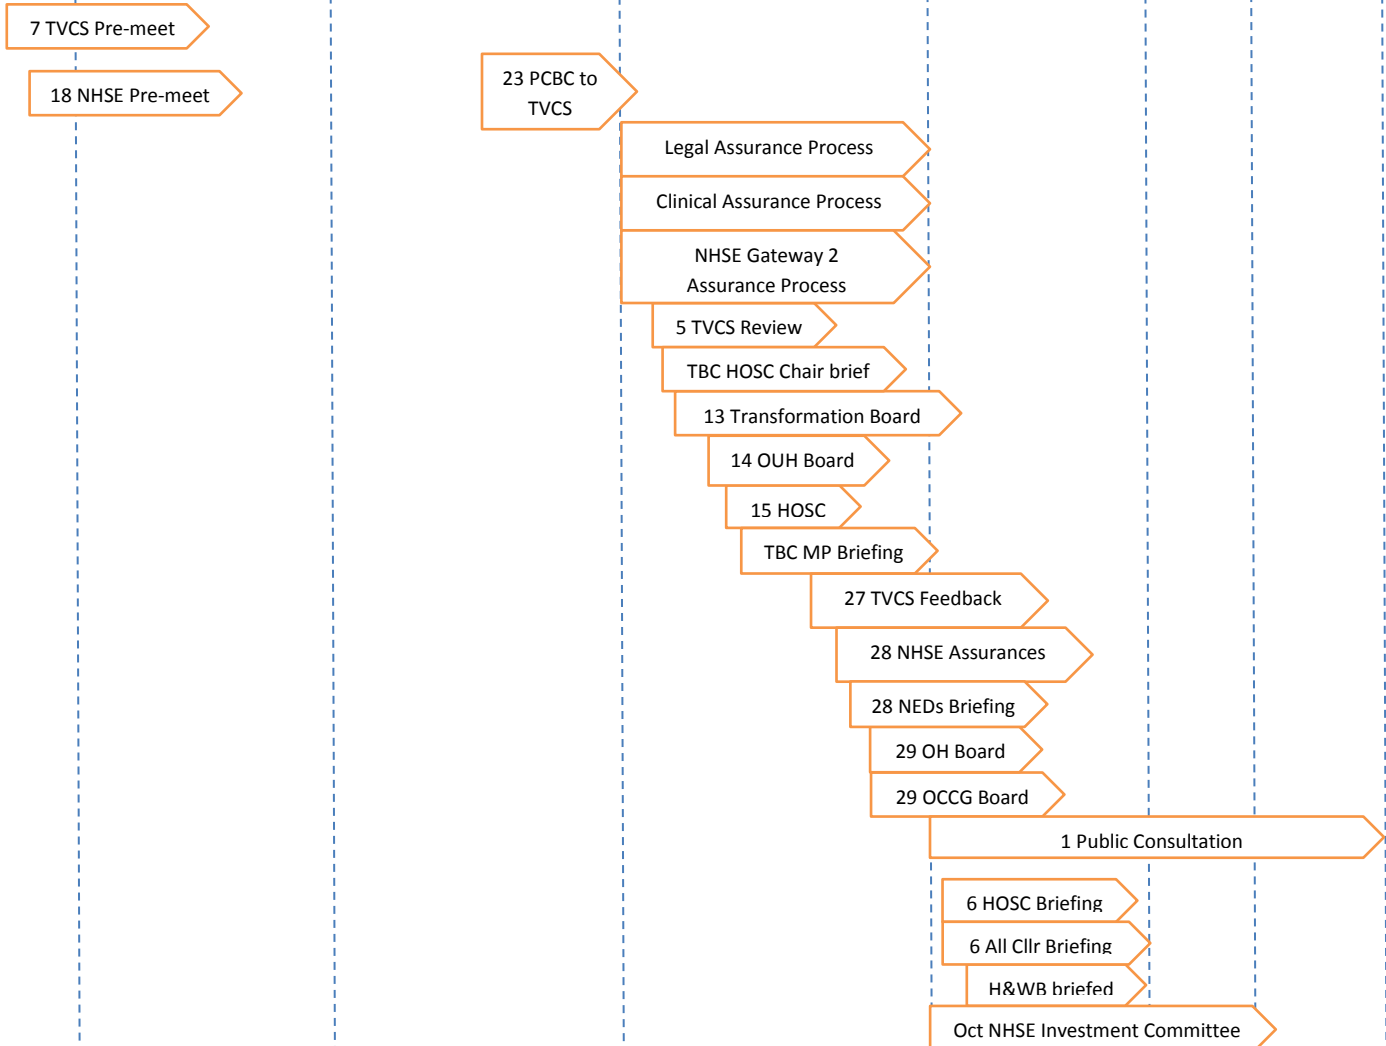 7 TVCS Pre-meet
18 NHSE Pre-meet
23 PCBC to
TVCS
Legal Assurance Process
Clinical Assurance Process
NHSE Gateway 2
Assurance Process
5 TVCS Review
TBC HOSC Chair brief
13 Transformation Board
14 OUH Board
15 HOSC
TBC MP Briefing
27 TVCS Feedback
28 NHSE Assurances
28 NEDs Briefing
29 OH Board
29 OCCG Board
1 Public Consultation
6 HOSC Briefing
6 All Cllr Briefing
H&WB briefed
Oct NHSE Investment Committee